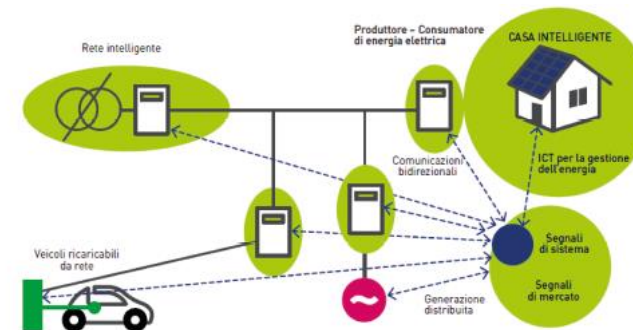 Rete intelligente
Produttore – Consumatore
di energia elettrica
CASA INTELLIGENTE
Comunicazioni
bidirezionali
ICT per la gestione
dell'energia
Veicoli ricaricabili
da rete
Segnali
di sistema
Segnali
di mercato
Generazione
distribuita